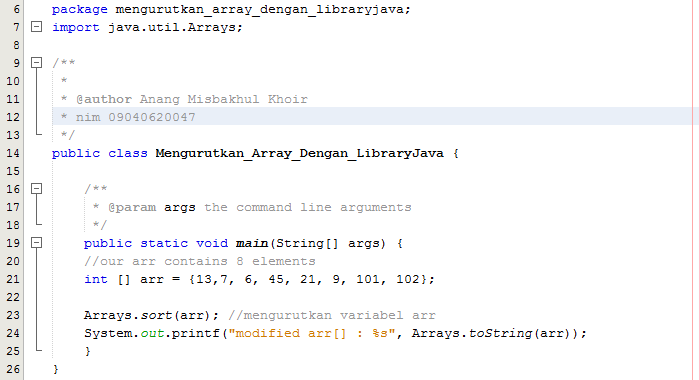 6 package mengurutkan_array_dengan_libraryjava;
7 import java.util.Arrays;
8
9 /**
10 *
11 * @author Anang Misbakhul Khoir
12 * nim 09040620047
13 */
14 public class Mengurutkan_Array_Dengan_LibraryJava {
15
16 /**
17 * @param args the command line arguments
18 */
19 public static void main(String[] args) {
20 //our arr contains 8 elements
21 int [] arr = {13,7, 6, 45, 21, 9, 101, 102};
22
23 Arrays.sort(arr); //mengurutkan variabel arr
24 System.out.printf("modified arr[] : %s", Arrays.toString(arr));
25 }
26 }